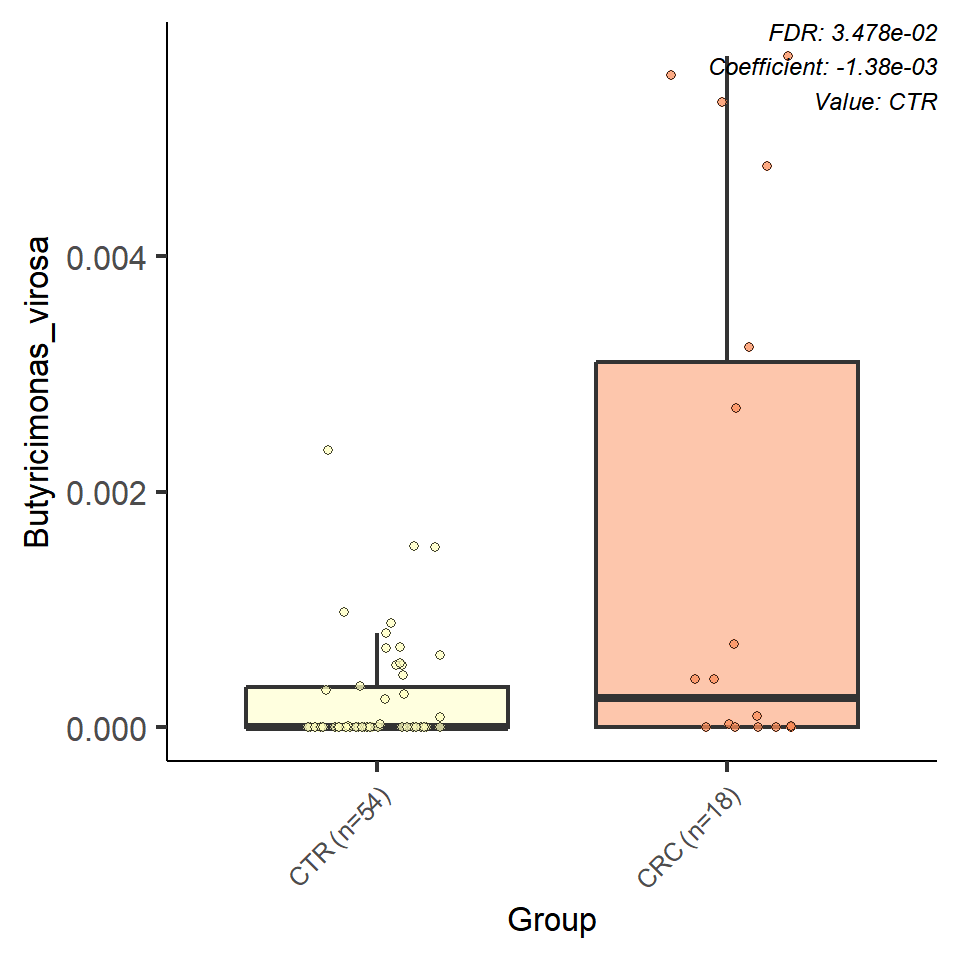 FDR: 3.478e-02
Coefficient: -1.38e-03
Value: CTR
Butyricimonas_virosa
0.004
0.002
0.000
CTR (n=54)
CRC (n=18)
Group